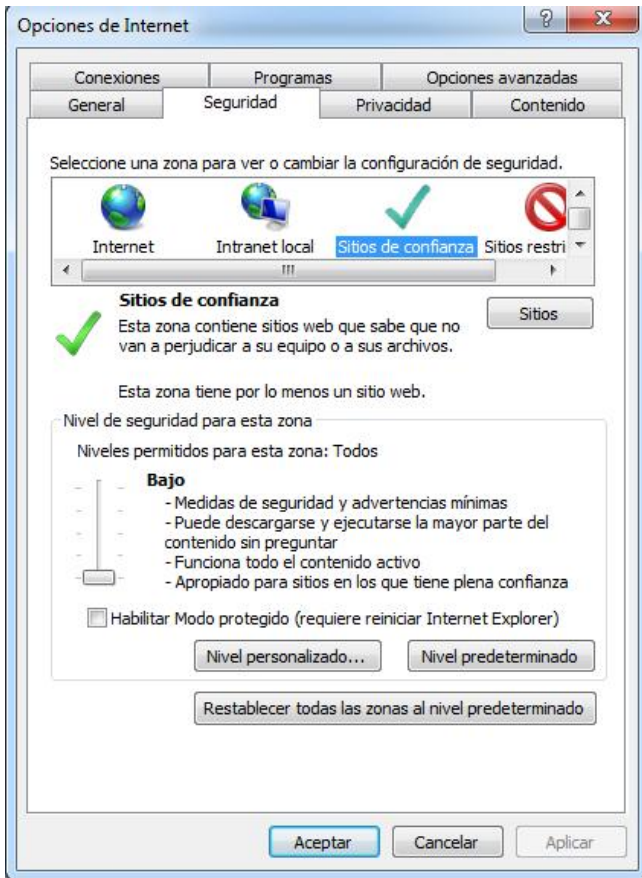 Opciones de Internet
Conexiones Programas Opciones avanzadas
General Seguridad Privacidad Contenido
Seleccione una zona para ver o cambiar la configuración de seguridad.
Internet Intranet local Sitios de confianza Sitios restri
Sitios de confianza
Sitios
Esta zona contiene sitios web que sabe que no
van a perjudicar a su equipo o a sus archivos.
Esta zona tiene por lo menos un sitio web.
Nivel de seguridad para esta zona
Niveles permitidos para esta zona: Todos
Bajo
- Medidas de seguridad y advertencias mínimas
- Puede descargarse y ejecutarse la mayor parte del
contenido sin preguntar
- Funciona todo el contenido activo
- Apropiado para sitios en los que tiene plena confianza
Habilitar Modo protegido (requiere reiniciar Internet Explorer)
Nivel personalizado... Nivel predeterminado
Restablecer todas las zonas al nivel predeterminado
Aceptar Cancelar Aplicar